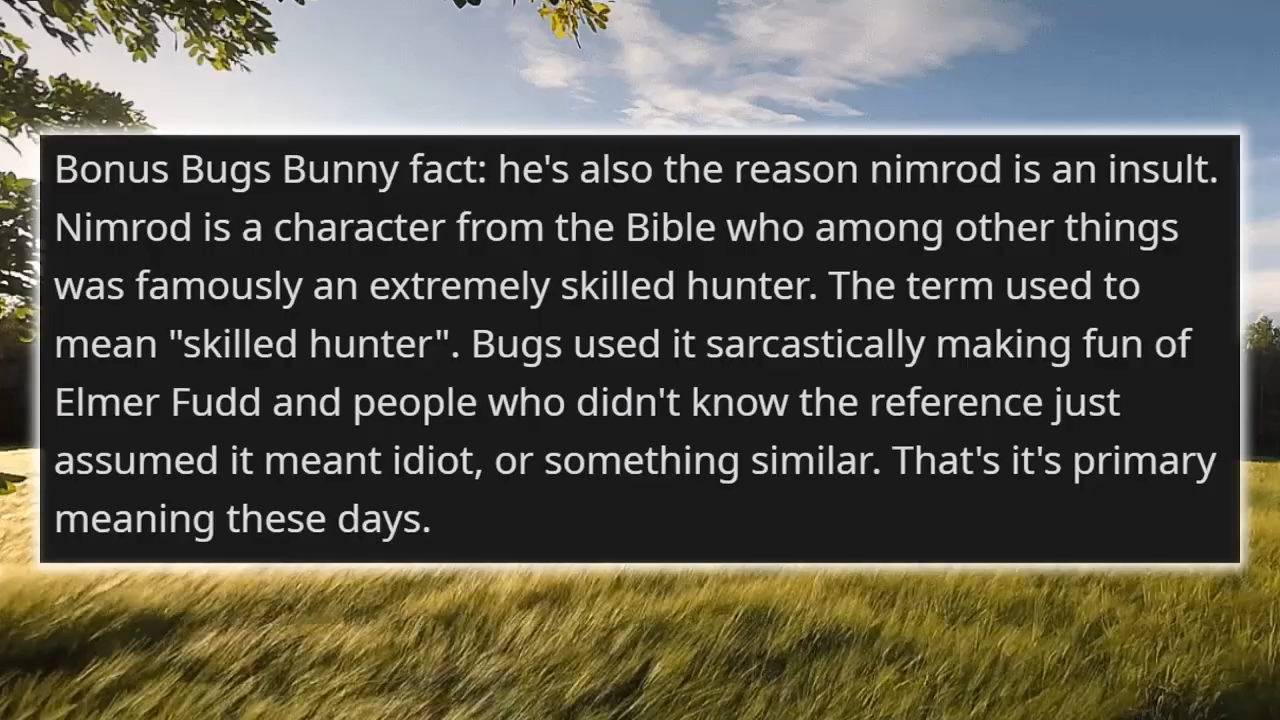 Bonus Bugs Bunny fact: he's also the reason nimrod is an insult.
Nimrod is a character from the Bible who among other things
was famously an extremely skilled hunter. The term used to
mean "skilled hunter". Bugs used it sarcastically making fun of
Elmer Fudd and people who didn't know the reference just
assumed it meant idiot, or something similar. That's it's primary
meaning these days.